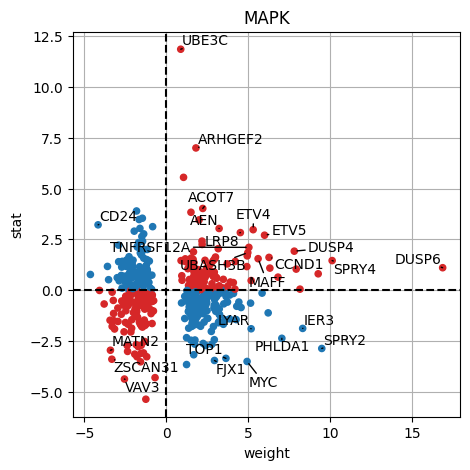 MAPK
12.5
UBE3C
10.0
7.5
ARHGEF2
5.0
ACOT7
CD24
AEN
ETV4
ETV5
2.5
TNFRSF12A
LRP8
DUSP4
DUSP6
UBASH3B
CCND1
SPRY4
MAFF
stat
0.0
LYAR
IER3
−2.5
MATN2
TOP1
PHLDA1
SPRY2
ZSCAN31
FJX1
VAV3
MYC
−5.0
−5
0
5
10
15
weight